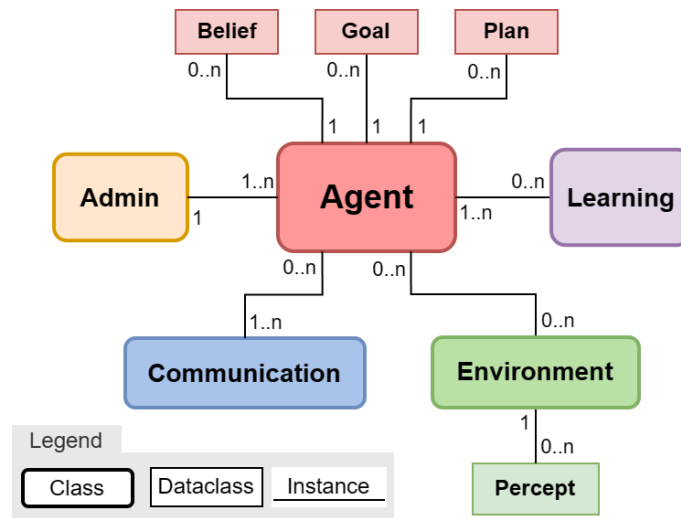 Belief
Goal
Plan
0..n
0..n
0..n
1
1
1
Admin
1..n
1
Agent
0..n
1..n
Learning
0..n
0..n
1..n
0..n
Communication
Environment
1
0..n
Percept
Legend
Class
Dataclass
Instance